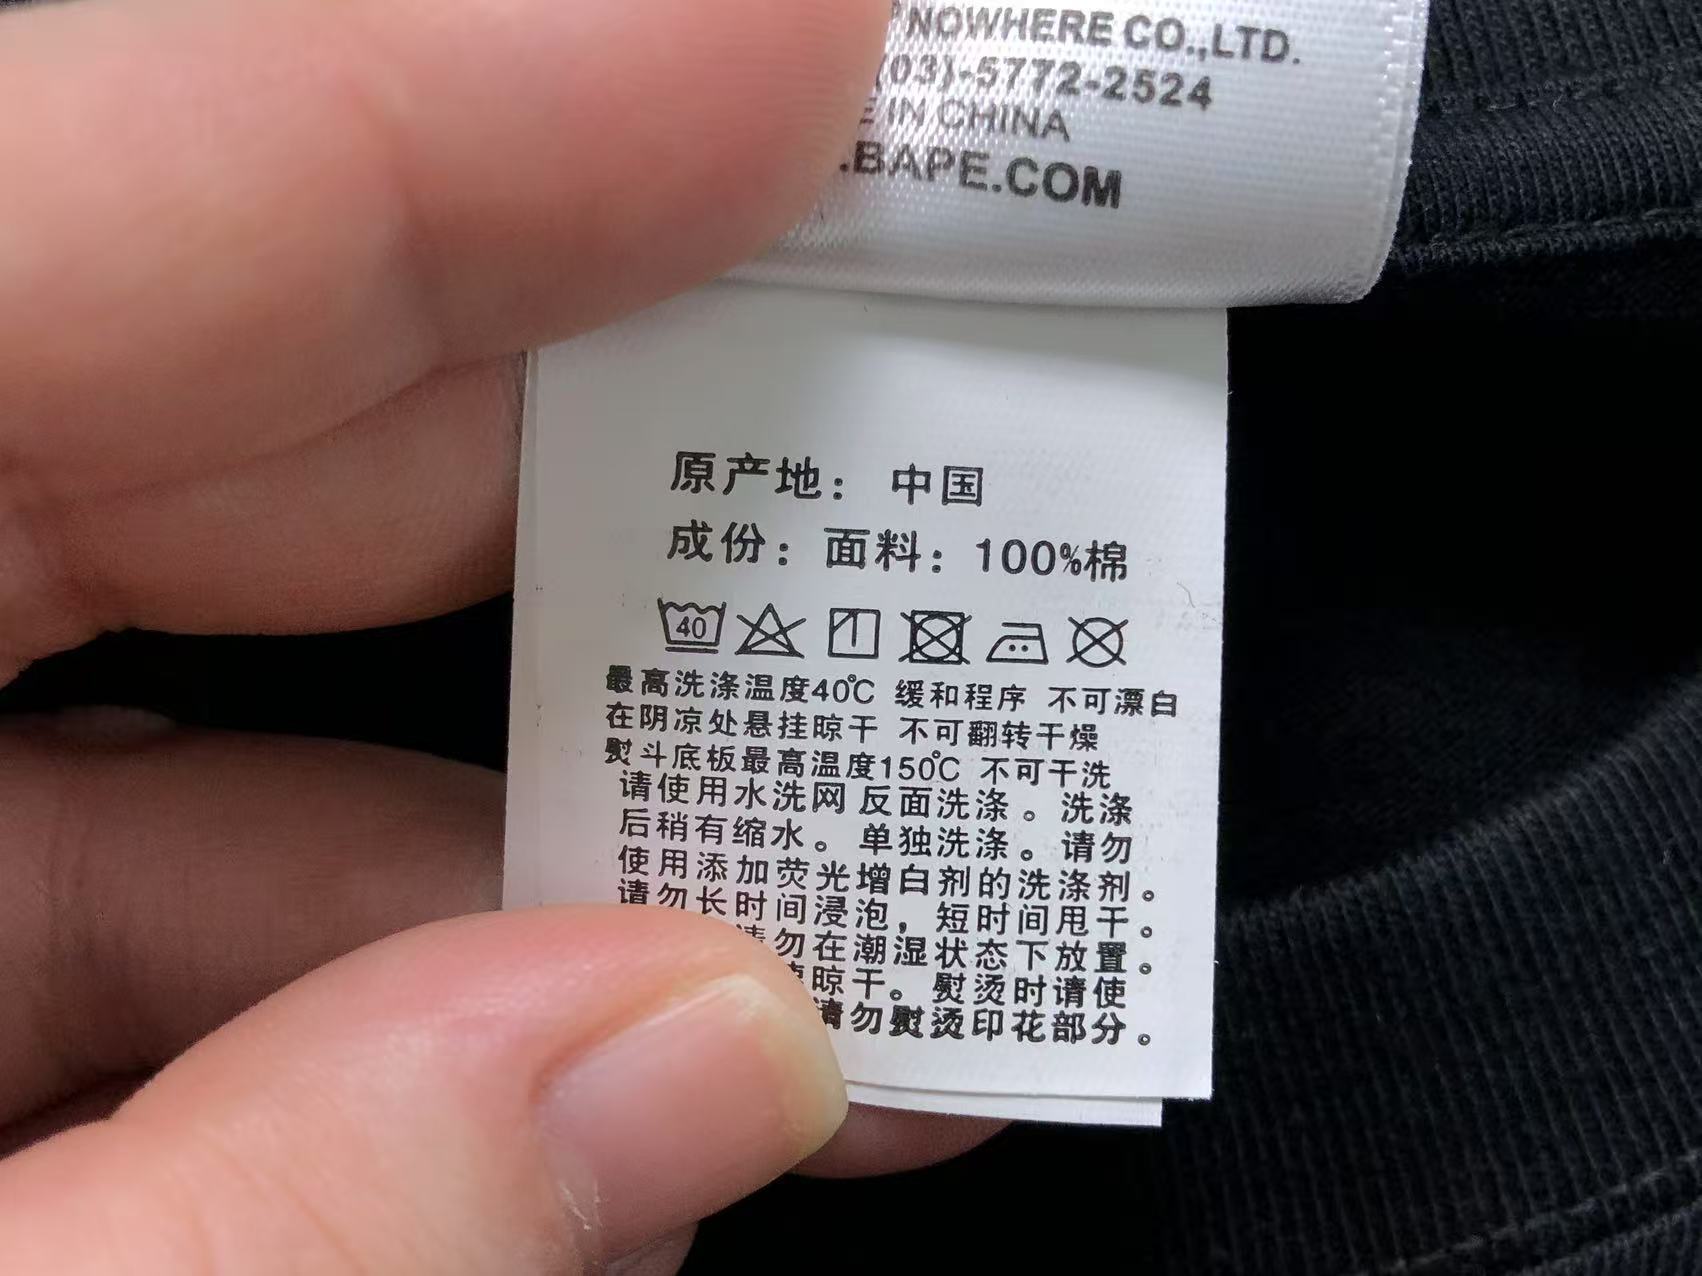 NOWHERE CO.,LTD.
(03)-5772-2524
IN CHINA
.BAPE.COM
原产地：中国
成份：面料：100%棉
40
最高洗涤温度40℃ 缓和程序 不可漂白
在阴凉处悬挂晾干 不可翻转干燥
熨斗底板最高温度150℃ 不可干洗
请使用水洗网反面洗涤。洗涤
后稍有缩水。单独洗涤。请勿
使用添加荧光增白剂的洗涤剂。
请勿长时间浸泡，短时间甩干。
请勿在潮湿状态下放置。
晾干。熨烫时请使
请勿熨烫印花部分。